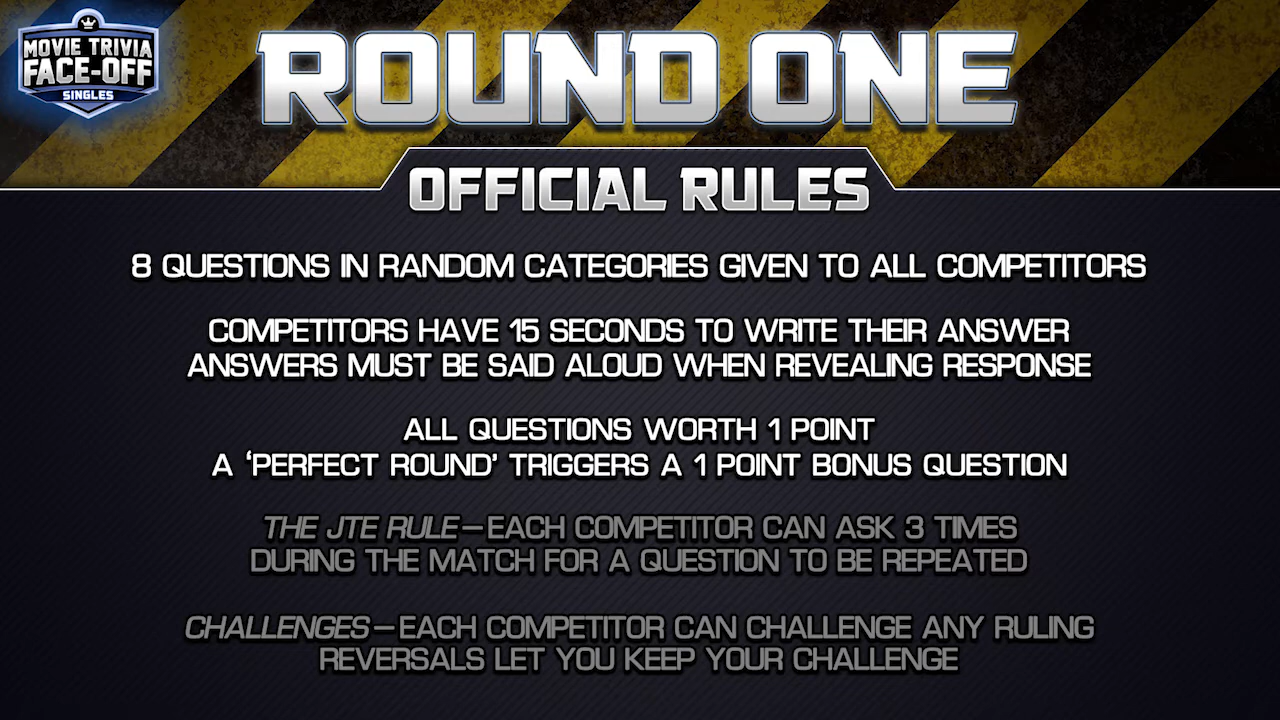 MOVIE TRIVIA
FACE-OFF
SINGLES
ROUND ONE
OFFICIAL RULES
8 QUESTIONS IN RANDOM CATEGORIES GIVEN TO ALL COMPETITORS
COMPETITORS HAVE 15 SECONDS TO WRITE THEIR ANSWER
ANSWERS MUST BE SAID ALOUD WHEN REVEALING RESPONSE
ALL QUESTIONS WORTH 1 POINT
A ‘PERFECT ROUND’ TRIGGERS A 1 POINT BONUS QUESTION
THE JTE RULE—EACH COMPETITOR CAN ASK 3 TIMES
DURING THE MATCH FOR A QUESTION TO BE REPEATED
CHALLENGES—EACH COMPETITOR CAN CHALLENGE ANY RULING
REVERSALS LET YOU KEEP YOUR CHALLENGE